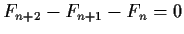 $F_{n+2} - F_{n+1} - F_n = 0$